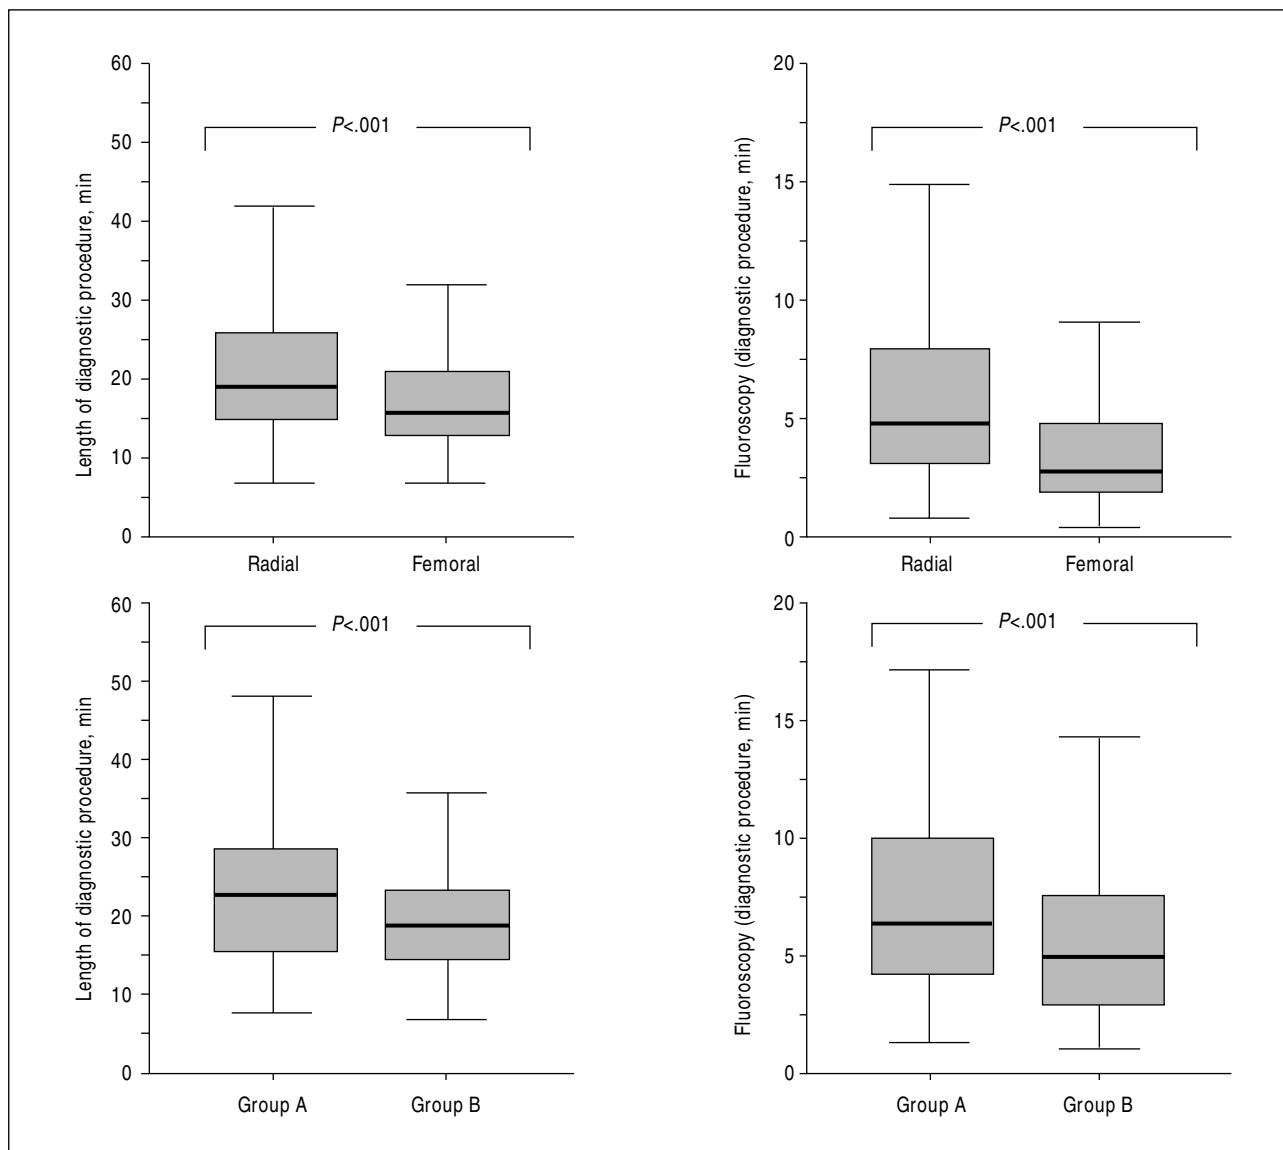 60
50
40
30
20
10
0
Length of diagnostic procedure, min
P<.001
Radial
Femoral
20
15
10
5
0
Fluoroscopy (diagnostic procedure, min)
P<.001
Radial
Femoral
60
50
40
30
20
10
0
Length of diagnostic procedure, min
P<.001
Group A
Group B
20
15
10
5
0
Fluoroscopy (diagnostic procedure, min)
P<.001
Group A
Group B